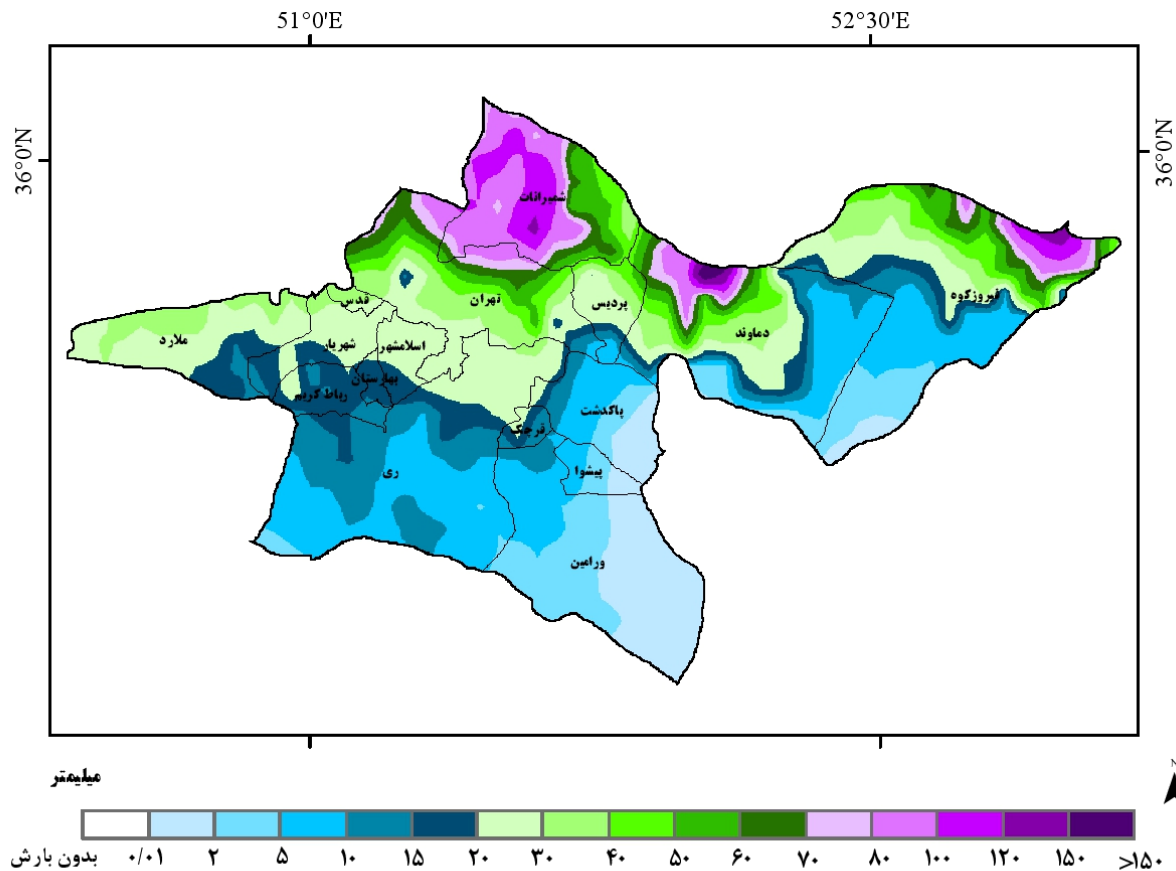 51°0'E 52°30'E
36°0'N 36°0'N
شمیرانات
فیروزکوه
پردیس
تهران
قدس
دماوند
ملارد
شهریار
اسلامشهر
بهارستان
رباط کریم
پاکدشت
قرچک
پیشوا
ری
ورامین
میلیمتر
N
بدون بارش ۰/۰۱ ۲ ۵ ۱۰ ۱۵ ۲۰ ۳۰ ۴۰ ۵۰ ۶۰ ۷۰ ۸۰ ۱۰۰ ۱۲۰ ۱۵۰ >۱۵۰